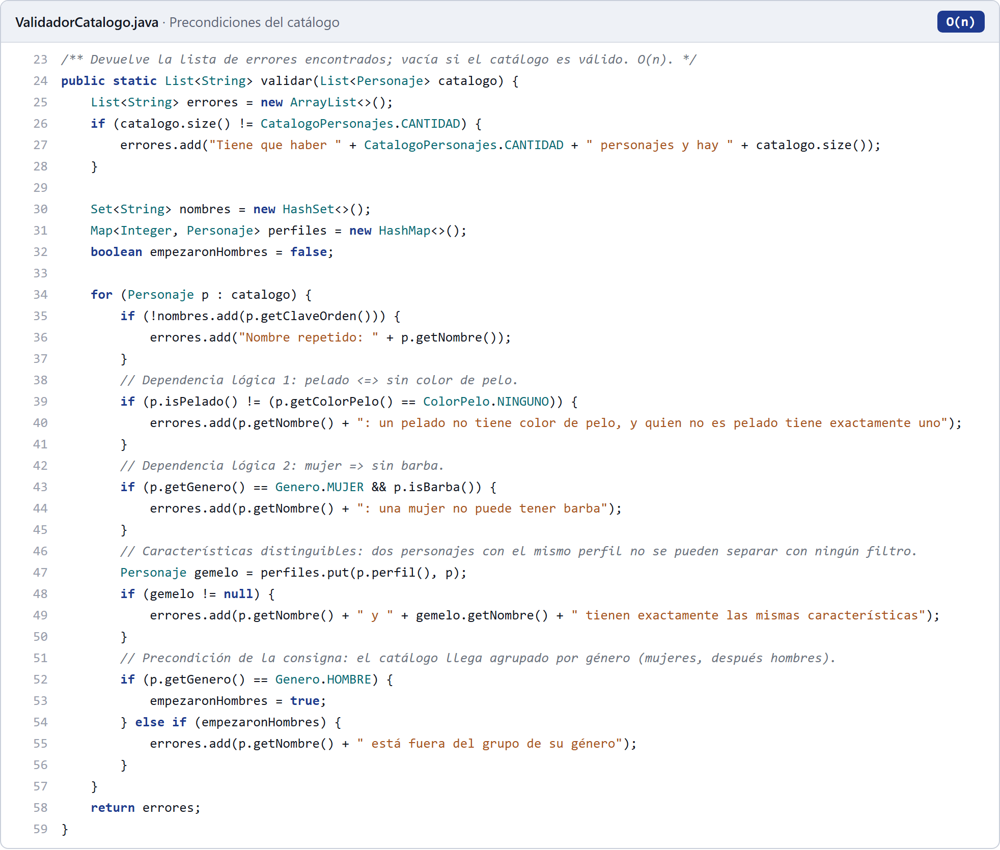 ValidadorCatalogo.java · Precondiciones del catálogo
O(n)
23 /** Devuelve la lista de errores encontrados; vacía si el catálogo es válido. O(n). */
24 public static List<String> validar(List<Personaje> catalogo) {
25     List<String> errores = new ArrayList<>();
26     if (catalogo.size() != CatalogoPersonajes.CANTIDAD) {
27         errores.add("Tiene que haber " + CatalogoPersonajes.CANTIDAD + " personajes y hay " + catalogo.size());
28     }
29
30     Set<String> nombres = new HashSet<>();
31     Map<Integer, Personaje> perfiles = new HashMap<>();
32     boolean empezaronHombres = false;
33
34     for (Personaje p : catalogo) {
35         if (!nombres.add(p.getClaveOrden())) {
36             errores.add("Nombre repetido: " + p.getNombre());
37         }
38         // Dependencia lógica 1: pelado <=> sin color de pelo.
39         if (p.isPelado() != (p.getColorPelo() == ColorPelo.NINGUNO)) {
40             errores.add(p.getNombre() + ": un pelado no tiene color de pelo, y quien no es pelado tiene exactamente uno");
41         }
42         // Dependencia lógica 2: mujer => sin barba.
43         if (p.getGenero() == Genero.MUJER && p.isBarba()) {
44             errores.add(p.getNombre() + ": una mujer no puede tener barba");
45         }
46         // Características distinguibles: dos personajes con el mismo perfil no se pueden separar con ningún filtro.
47         Personaje gemelo = perfiles.put(p.perfil(), p);
48         if (gemelo != null) {
49             errores.add(p.getNombre() + " y " + gemelo.getNombre() + " tienen exactamente las mismas características");
50         }
51         // Precondición de la consigna: el catálogo llega agrupado por género (mujeres, después hombres).
52         if (p.getGenero() == Genero.HOMBRE) {
53             empezaronHombres = true;
54         } else if (empezaronHombres) {
55             errores.add(p.getNombre() + " está fuera del grupo de su género");
56         }
57     }
58     return errores;
59 }